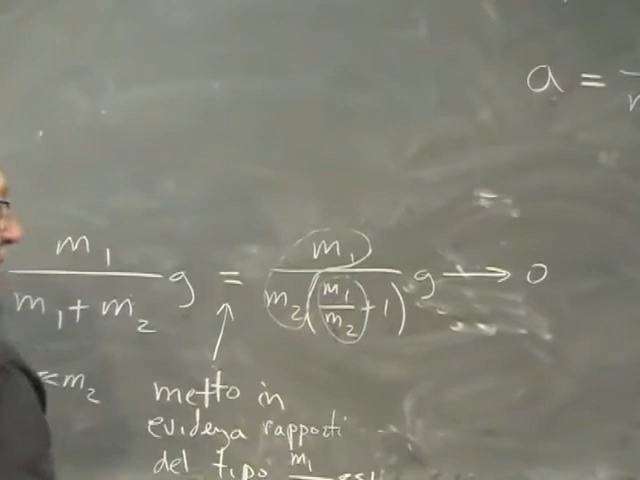 a =
m₁/(m₁ + m₂) g = m₁/(m₂(m₁/m₂ + 1)) g → 0
<< m₂
metto in
evidenza rapporti
del tipo m₁